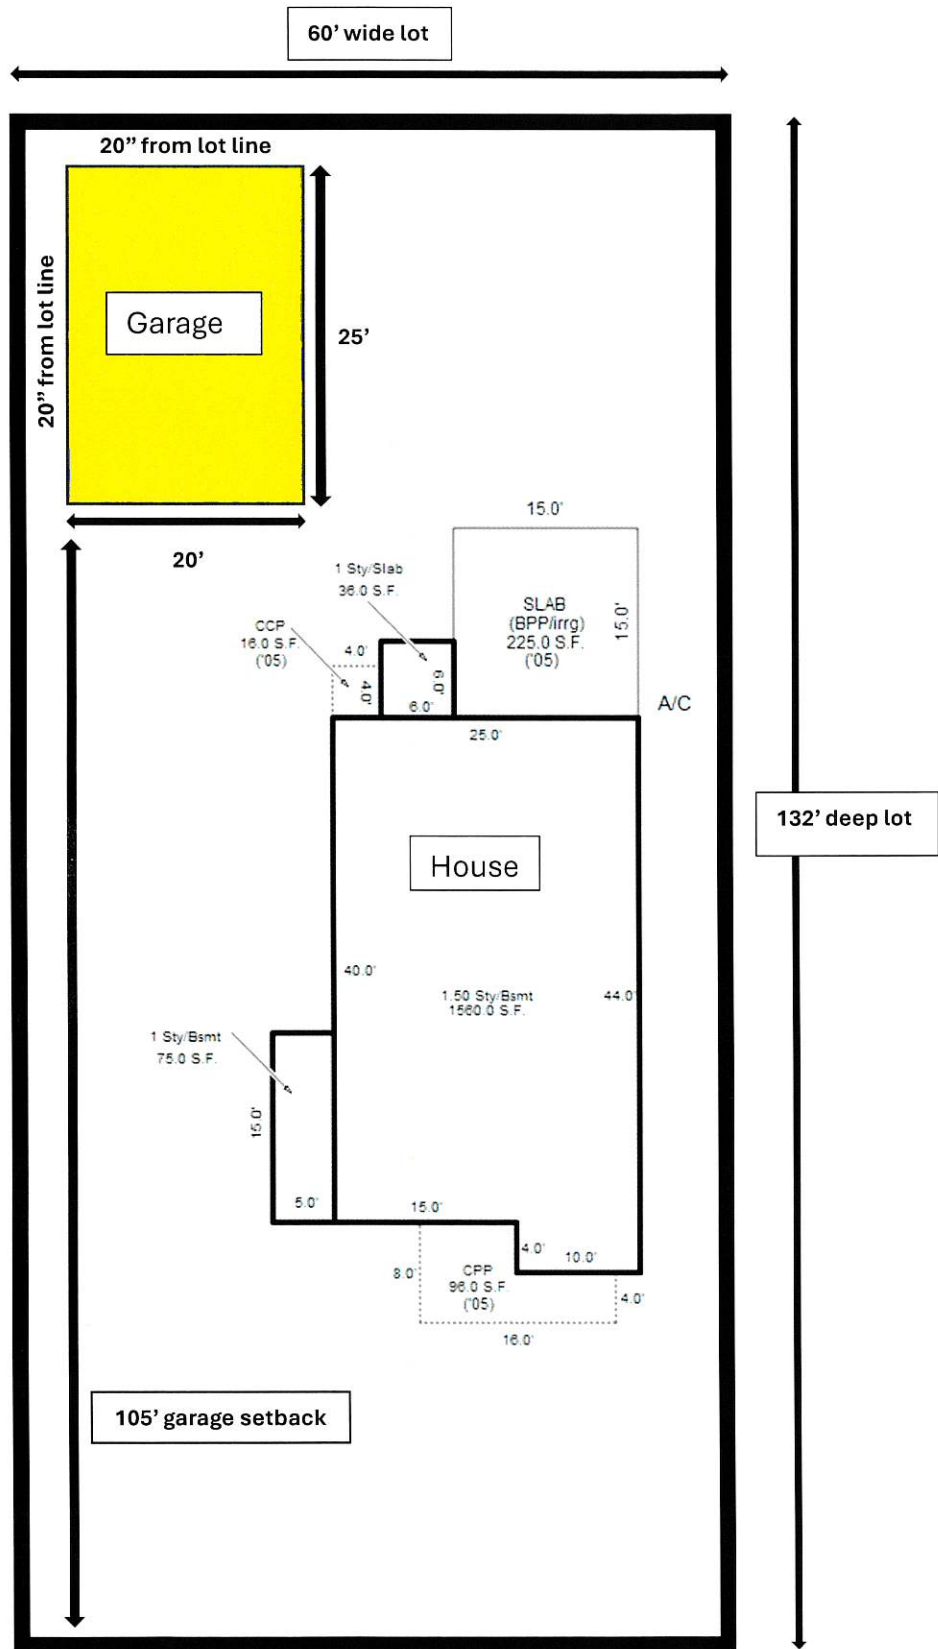 60’ wide lot
20” from lot line
20” from lot line
Garage
25’
20’
15.0'
1 Sty/Slab
36.0 S.F.
SLAB
(BPP/irrg)
225.0 S.F.
('05)
15.0'
CCP
16.0 S.F.
('05)
4.0'
4.0'
6.0'
6.0'
A/C
25.0'
132’ deep lot
House
40.0'
1.50 Sty/Bsmt
1560.0 S.F.
44.0'
1 Sty/Bsmt
75.0 S.F.
15.0'
5.0'
15.0'
4.0'
10.0'
8.0'
CPP
96.0 S.F.
('05)
4.0'
16.0'
105’ garage setback